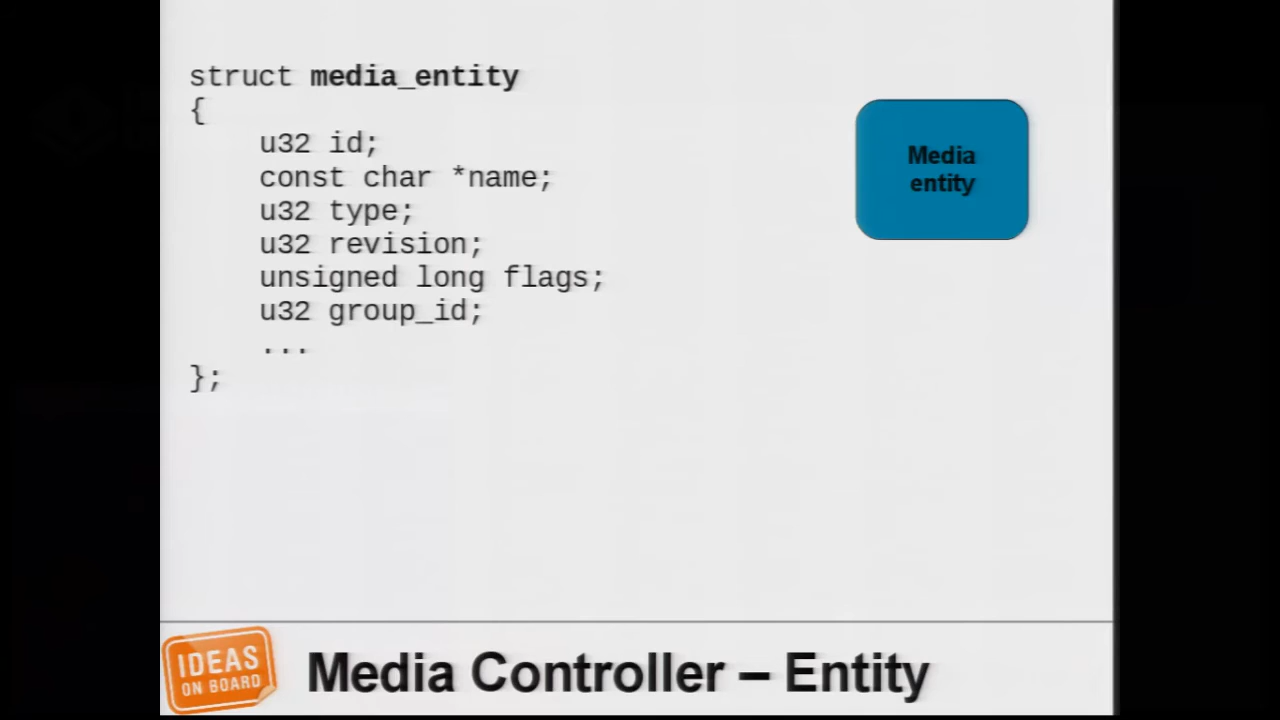 struct media_entity
{
u32 id;
const char *name;
u32 type;
u32 revision;
unsigned long flags;
u32 group_id;
...
};
Media
entity
IDEAS
ON BOARD
Media Controller – Entity